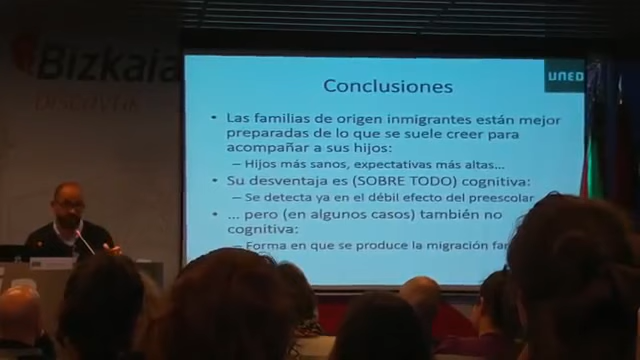 Bizkaia
UNED
Conclusiones
• Las familias de origen inmigrantes están mejor
preparadas de lo que se suele creer para
acompañar a sus hijos:
– Hijos más sanos, expectativas más altas...
• Su desventaja es (SOBRE TODO) cognitiva:
– Se detecta ya en el débil efecto del preescolar
• ... pero (en algunos casos) también no
cognitiva:
– Forma en que se produce la migración